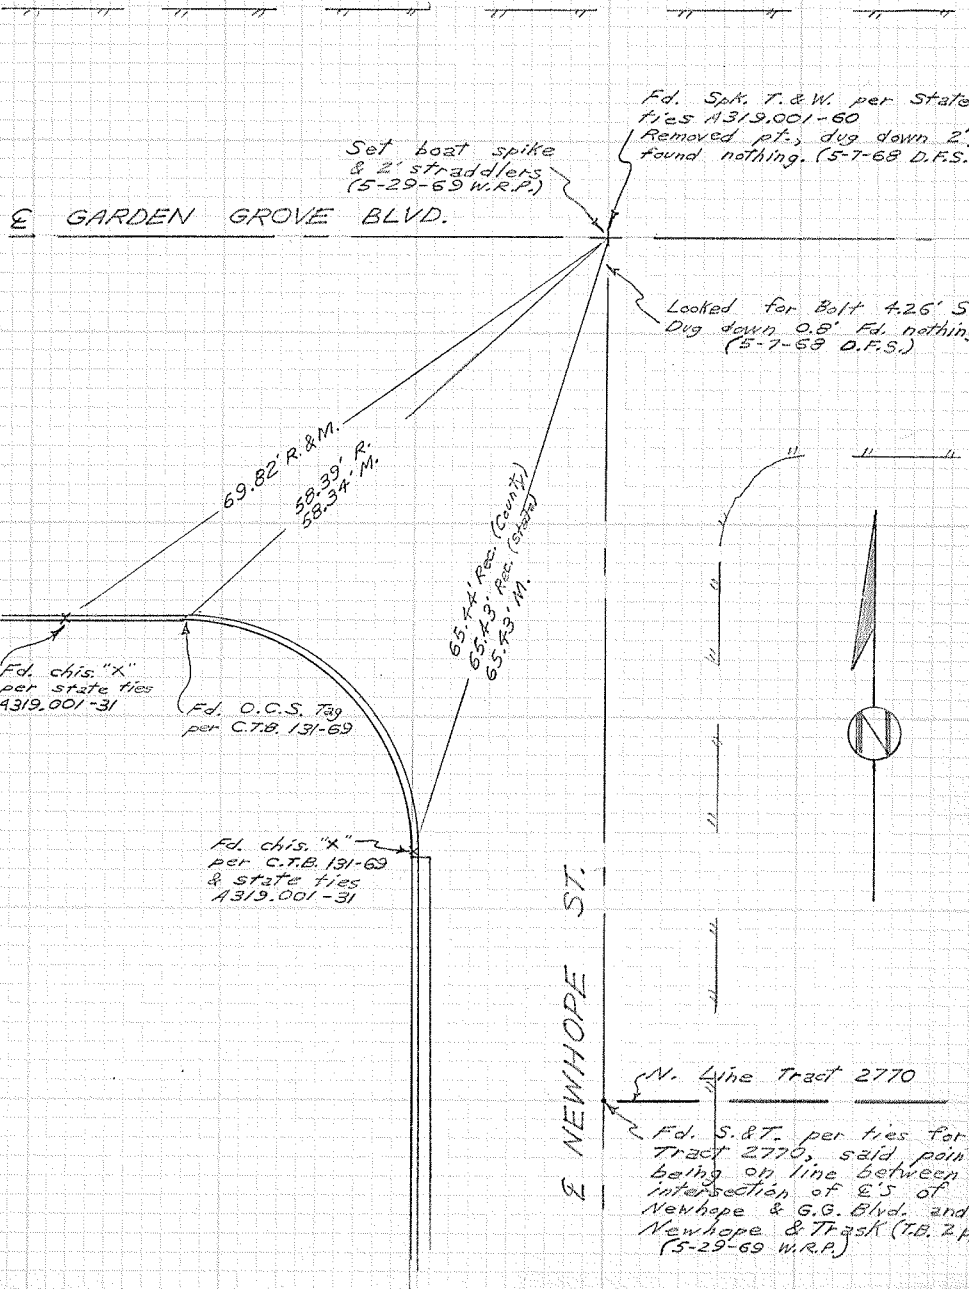 Fd. Spk. T. & W. per State
ties A319.001-60
Removed pt., dug down 2'
found nothing. (5-7-68 D.F.S.
Set boat spike
& 2' straddlers
(5-29-69 W.R.P.)
℄ GARDEN GROVE BLVD.
Looked for Bolt 4.26' S
Dug down 0.8' Fd. nothing
(5-7-68 D.F.S.)
69.82' R. & M.
58.39' R.
58.34' M.
65.44' Rec. (County)
65.43' Rec. (State)
65.43' M.
Fd. chis. "X"
per state ties
A319.001-31
Fd. O.C.S. Tag
per C.T.B. 131-69
N
Fd. chis. "X"
per C.T.B. 131-69
& state ties
A319.001-31
℄ NEWHOPE ST.
N. Line Tract 2770
Fd. S. & T. per ties for
Tract 2770, said poin
being on line between
intersection of ℄'S of
Newhope & G.G. Blvd. and
Newhope & Trask (T.B. 2 p
(5-29-69 W.R.P.)